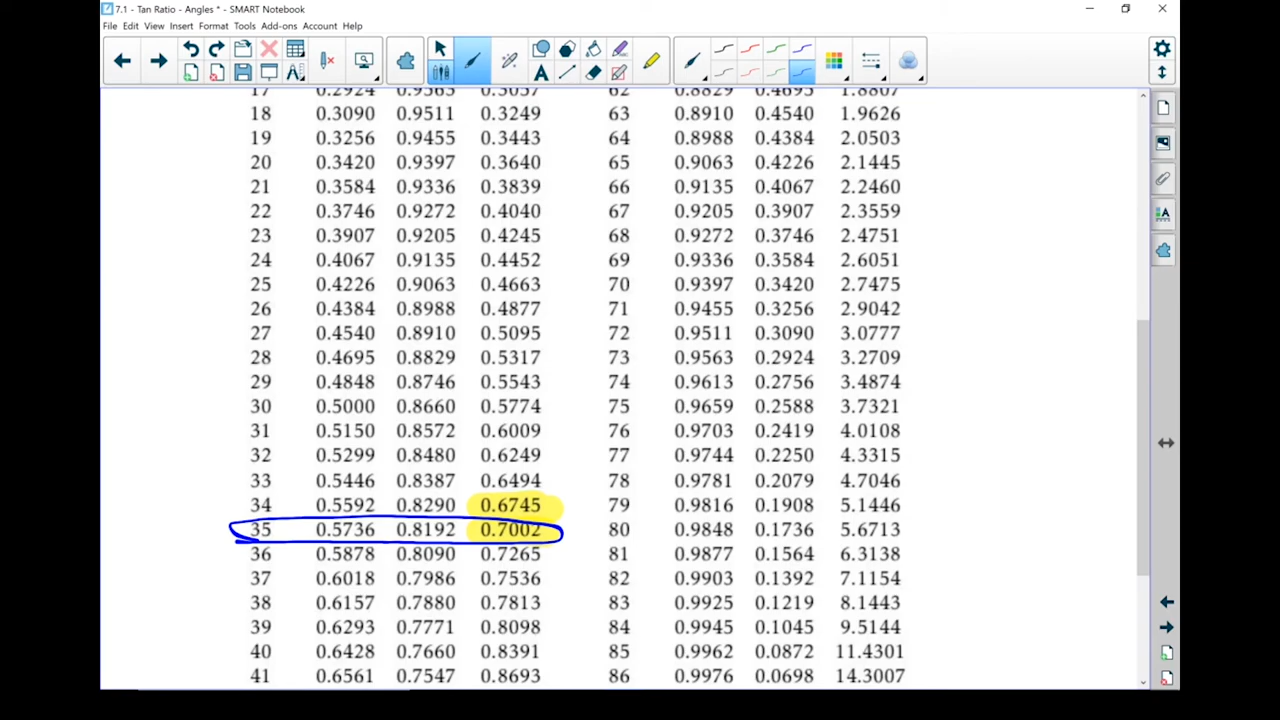 7.1 - Tan Ratio - Angles * - SMART Notebook
File Edit View Insert Format Tools Add-ons Account Help
17 0.2924 0.9563 0.3057 62 0.8829 0.4695 1.8807
18 0.3090 0.9511 0.3249 63 0.8910 0.4540 1.9626
19 0.3256 0.9455 0.3443 64 0.8988 0.4384 2.0503
20 0.3420 0.9397 0.3640 65 0.9063 0.4226 2.1445
21 0.3584 0.9336 0.3839 66 0.9135 0.4067 2.2460
22 0.3746 0.9272 0.4040 67 0.9205 0.3907 2.3559
23 0.3907 0.9205 0.4245 68 0.9272 0.3746 2.4751
24 0.4067 0.9135 0.4452 69 0.9336 0.3584 2.6051
25 0.4226 0.9063 0.4663 70 0.9397 0.3420 2.7475
26 0.4384 0.8988 0.4877 71 0.9455 0.3256 2.9042
27 0.4540 0.8910 0.5095 72 0.9511 0.3090 3.0777
28 0.4695 0.8829 0.5317 73 0.9563 0.2924 3.2709
29 0.4848 0.8746 0.5543 74 0.9613 0.2756 3.4874
30 0.5000 0.8660 0.5774 75 0.9659 0.2588 3.7321
31 0.5150 0.8572 0.6009 76 0.9703 0.2419 4.0108
32 0.5299 0.8480 0.6249 77 0.9744 0.2250 4.3315
33 0.5446 0.8387 0.6494 78 0.9781 0.2079 4.7046
34 0.5592 0.8290 0.6745 79 0.9816 0.1908 5.1446
35 0.5736 0.8192 0.7002 80 0.9848 0.1736 5.6713
36 0.5878 0.8090 0.7265 81 0.9877 0.1564 6.3138
37 0.6018 0.7986 0.7536 82 0.9903 0.1392 7.1154
38 0.6157 0.7880 0.7813 83 0.9925 0.1219 8.1443
39 0.6293 0.7771 0.8098 84 0.9945 0.1045 9.5144
40 0.6428 0.7660 0.8391 85 0.9962 0.0872 11.4301
41 0.6561 0.7547 0.8693 86 0.9976 0.0698 14.3007